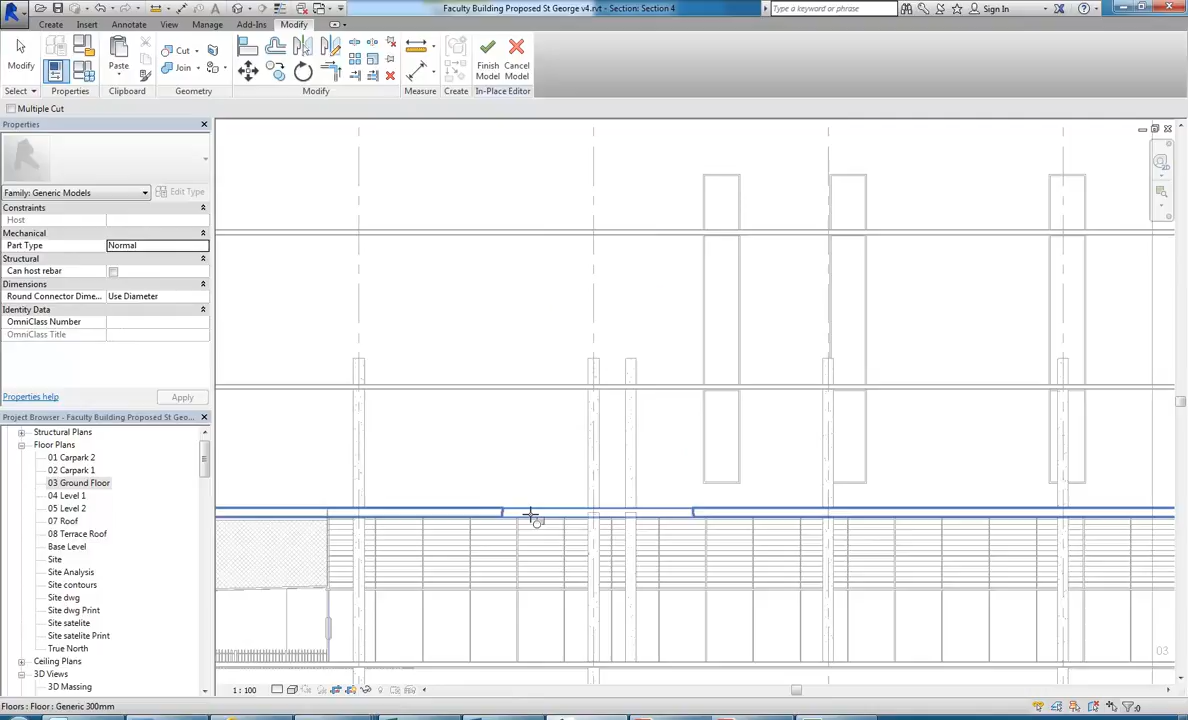 Faculty Building Proposed St George v4.rvt - Section: Section 4
Type a keyword or phrase
Sign In
Create
Insert
Annotate
View
Manage
Add-Ins
Modify
Modify
Paste
Cut
Join
Finish
Model
Cancel
Model
Select
Properties
Clipboard
Geometry
Modify
Measure
Create
In-Place Editor
Multiple Cut
Properties
Family: Generic Models
Edit Type
Constraints
Host
Mechanical
Part Type
Normal
Structural
Can host rebar
Dimensions
Round Connector Dime...
Use Diameter
Identity Data
OmniClass Number
OmniClass Title
Properties help
Apply
Project Browser - Faculty Building Proposed St Geo...
Structural Plans
Floor Plans
01 Carpark 2
02 Carpark 1
03 Ground Floor
04 Level 1
05 Level 2
07 Roof
08 Terrace Roof
Base Level
Site
Site Analysis
Site contours
Site dwg
Site dwg Print
Site satelite
Site satelite Print
True North
Ceiling Plans
3D Views
3D Massing
03
1 : 100
Floors : Floor : Generic 300mm
:0